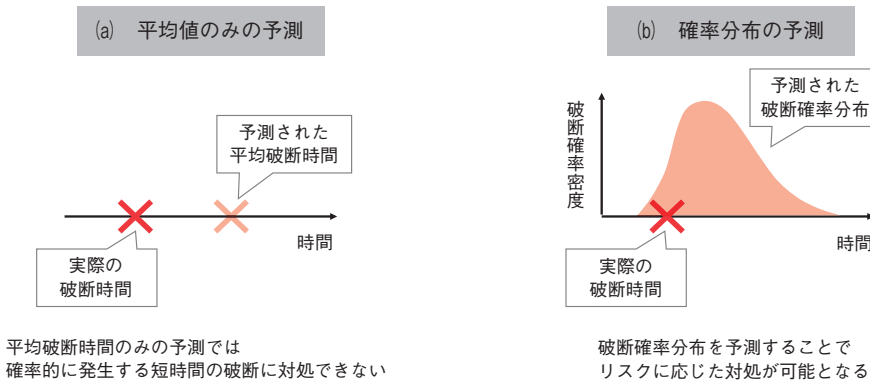 (a) 平均値のみの予測
予測された
平均破断時間
時間
実際の
破断時間
平均破断時間のみの予測では
確率的に発生する短時間の破断に対処できない
(b) 確率分布の予測
破断確率密度
予測された
破断確率分布
時間
実際の
破断時間
破断確率分布を予測することで
リスクに応じた対処が可能となる